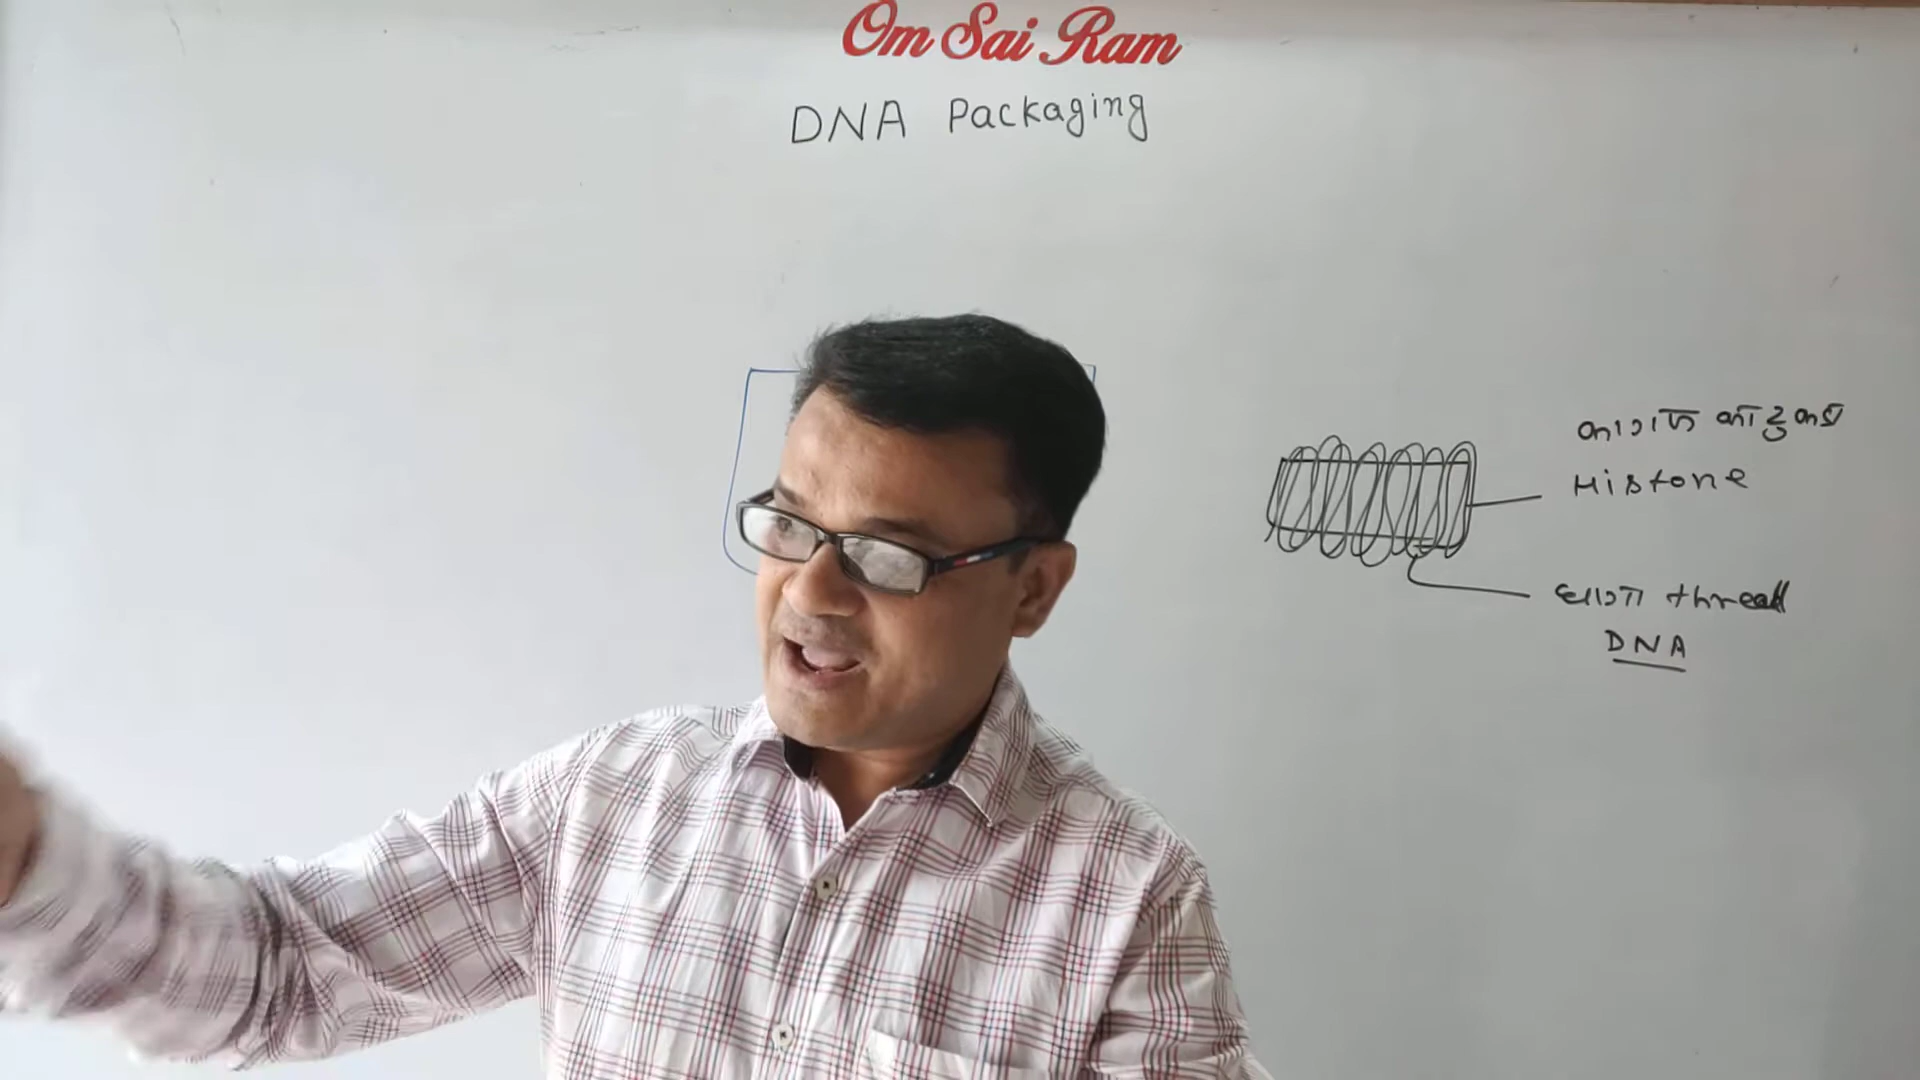 Om Sai Ram
DNA Packaging
Histone
thread
DNA